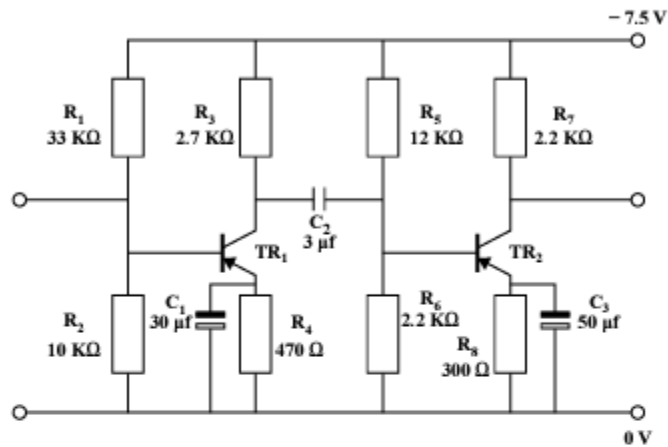 – 7.5 V
R1
33 KΩ
R3
2.7 KΩ
R5
12 KΩ
R7
2.2 KΩ
C2
3 µf
TR1
TR2
R2
10 KΩ
C1
30 µf
R4
470 Ω
R6
2.2 KΩ
R8
300 Ω
C3
50 µf
0 V